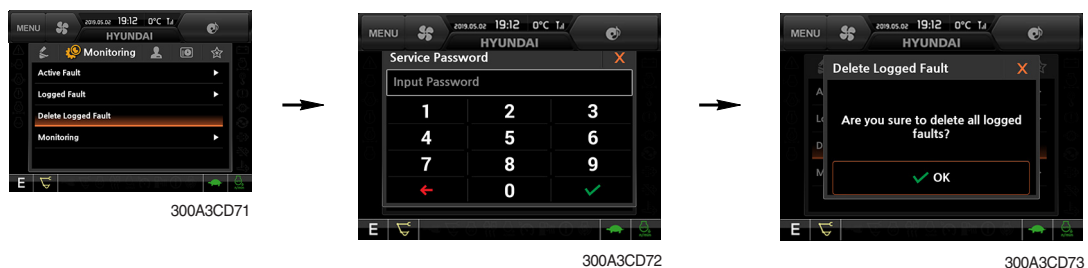 MENU
2019.05.02 19:12 0°C
HYUNDAI
Monitoring
Active Fault
Logged Fault
Delete Logged Fault
Monitoring
E
300A3CD71
MENU
2019.05.02 19:12 0°C
HYUNDAI
Service Password X
Input Password
1 2 3
4 5 6
7 8 9
0
E
300A3CD72
MENU
2019.05.02 19:12 0°C
HYUNDAI
Delete Logged Fault X
A
Are you sure to delete all logged
faults?
D
M
OK
E
300A3CD73